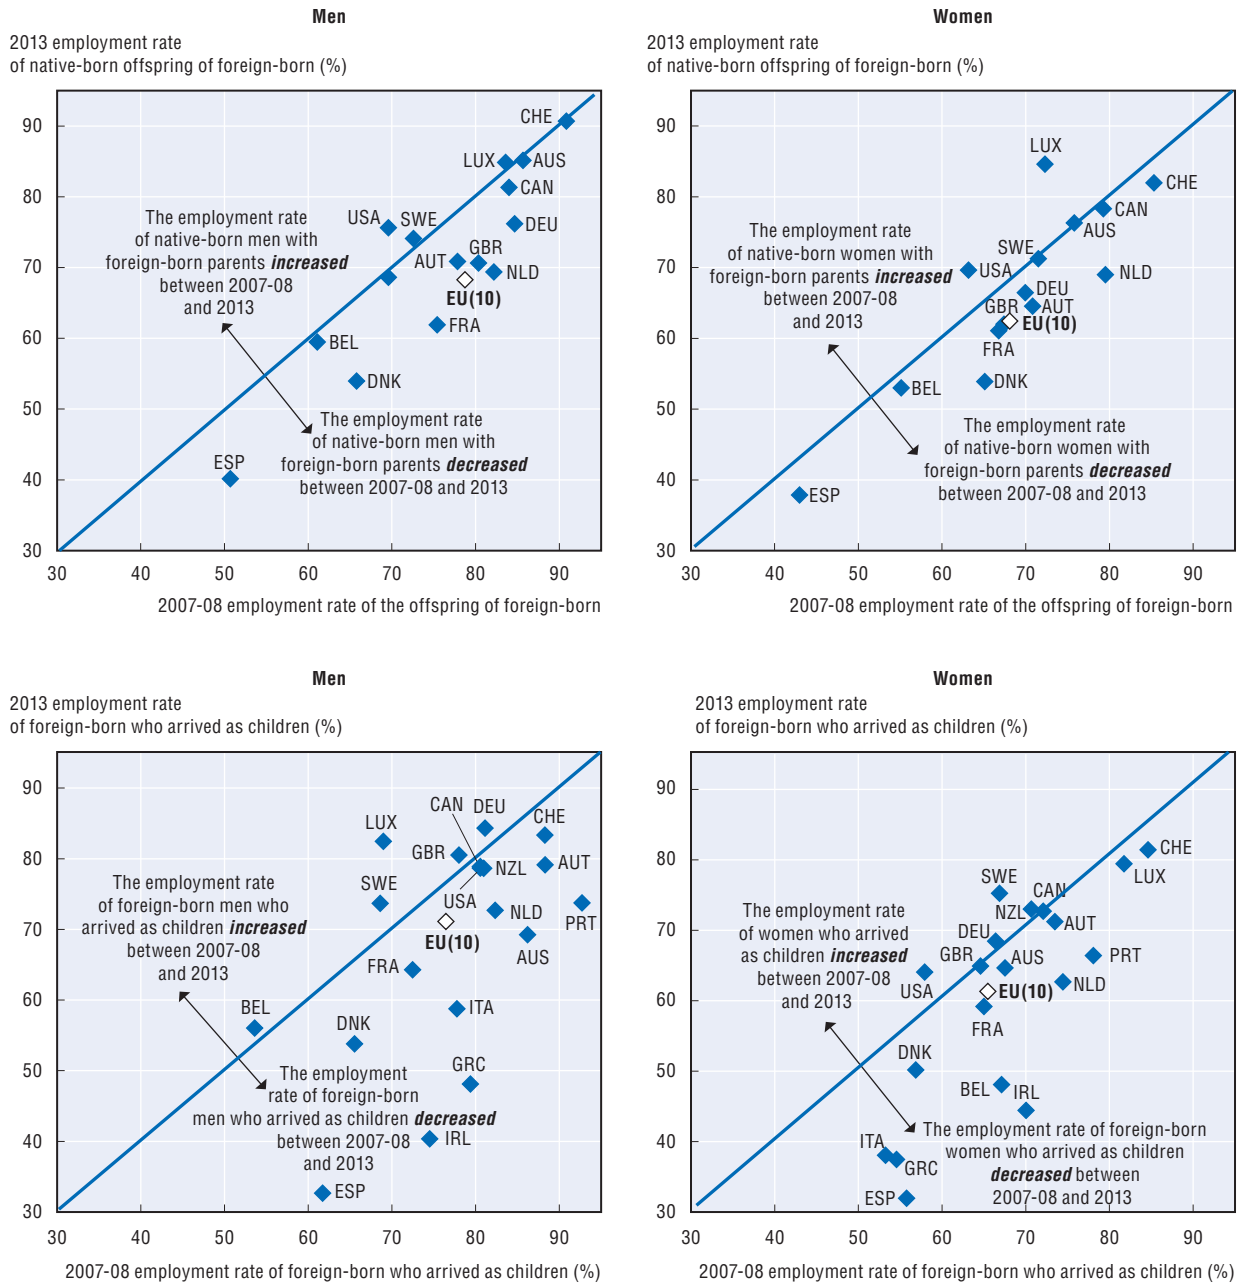 Men
2013 employment rate
of native-born offspring of foreign-born (%)
90
80
70
60
50
40
30
30 40 50 60 70 80 90
CHE
LUX
AUS
CAN
USA
SWE
DEU
AUT
GBR
NLD
EU(10)
FRA
BEL
DNK
ESP
The employment rate
of native-born men with
foreign-born parents increased
between 2007-08
and 2013
The employment rate
of native-born men with
foreign-born parents decreased
between 2007-08 and 2013
2007-08 employment rate of the offspring of foreign-born
Women
2013 employment rate
of native-born offspring of foreign-born (%)
90
80
70
60
50
40
30
30 40 50 60 70 80 90
LUX
CHE
CAN
AUS
SWE
USA
NLD
DEU
GBR
AUT
EU(10)
FRA
BEL
DNK
ESP
The employment rate
of native-born women with
foreign-born parents increased
between 2007-08
and 2013
The employment rate
of native-born women with
foreign-born parents decreased
between 2007-08 and 2013
2007-08 employment rate of the offspring of foreign-born
Men
2013 employment rate
of foreign-born who arrived as children (%)
90
80
70
60
50
40
30
30 40 50 60 70 80 90
CAN
DEU
CHE
LUX
GBR
NZL
AUT
SWE
USA
NLD
PRT
EU(10)
AUS
FRA
ITA
BEL
DNK
GRC
IRL
ESP
The employment rate
of foreign-born men who
arrived as children increased
between 2007-08
and 2013
The employment
rate of foreign-born
men who arrived as children decreased
between 2007-08
and 2013
2007-08 employment rate of foreign-born who arrived as children (%)
Women
2013 employment rate
of foreign-born who arrived as children (%)
90
80
70
60
50
40
30
30 40 50 60 70 80 90
CHE
LUX
SWE
CAN
NZL
AUT
DEU
GBR
AUS
PRT
USA
NLD
EU(10)
FRA
DNK
BEL
IRL
ITA
GRC
ESP
The employment rate
of women who arrived
as children increased
between 2007-08
and 2013
The employment rate of foreign-born
women who arrived as children
decreased between
2007-08 and 2013
2007-08 employment rate of foreign-born who arrived as children (%)